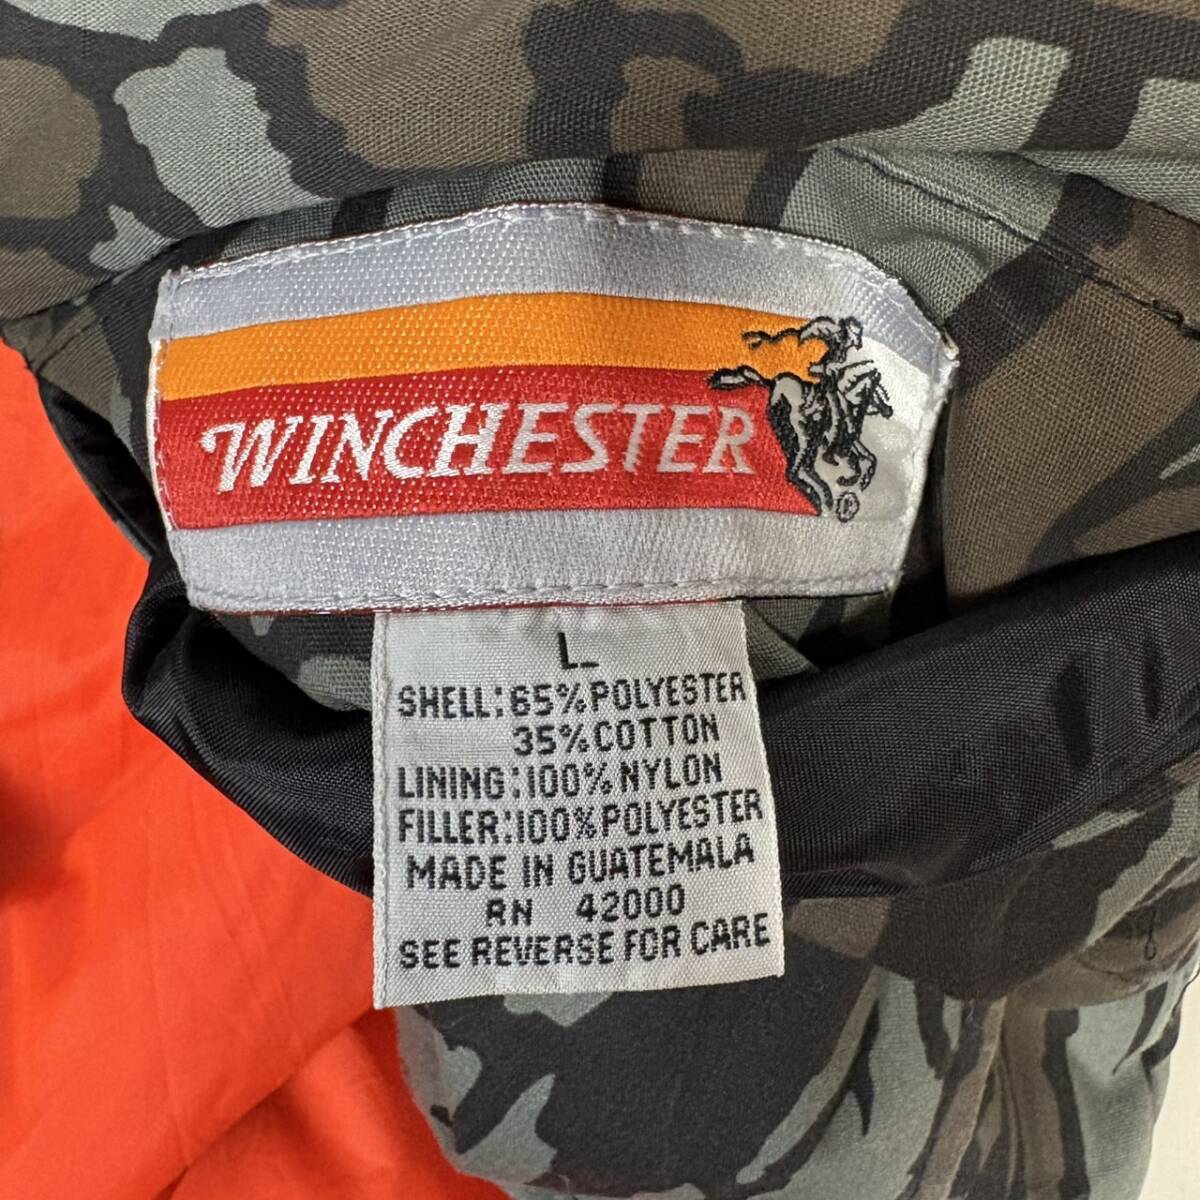 WINCHESTER
®
L
SHELL: 65% POLYESTER
35% COTTON
LINING: 100% NYLON
FILLER: 100% POLYESTER
MADE IN GUATEMALA
RN 42000
SEE REVERSE FOR CARE